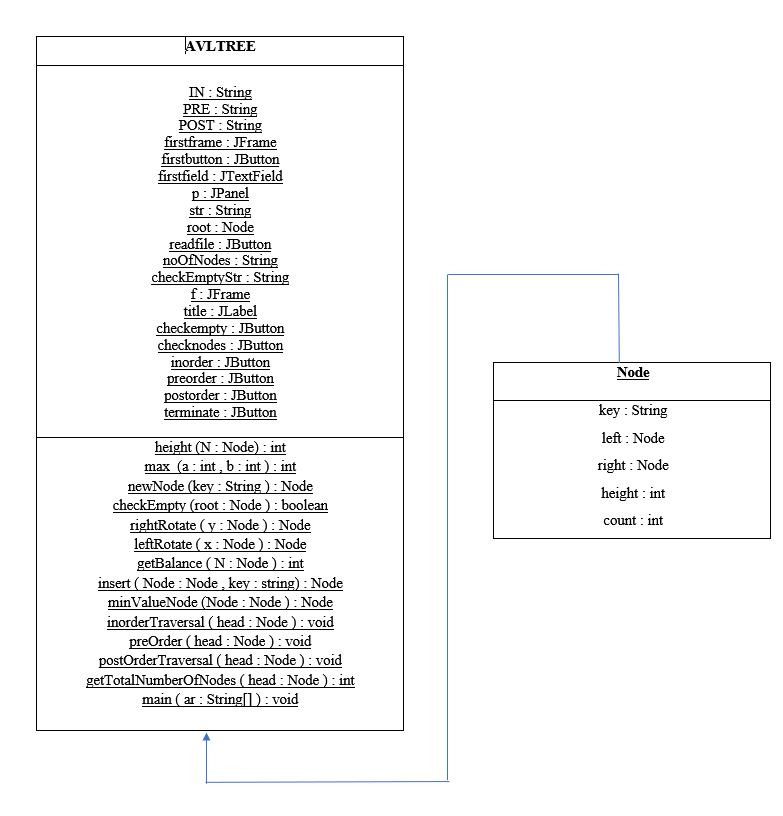 AVLTREE
IN : String
PRE : String
POST : String
firstframe : JFrame
firstbutton : JButton
firstfield : JTextField
p : JPanel
str : String
root : Node
readfile : JButton
noOfNodes : String
checkEmptyStr : String
f : JFrame
title : JLabel
checkempty : JButton
checknodes : JButton
inorder : JButton
preorder : JButton
postorder : JButton
terminate : JButton
height (N : Node) : int
max (a : int , b : int ) : int
newNode (key : String ) : Node
checkEmpty (root : Node ) : boolean
rightRotate ( y : Node ) : Node
leftRotate ( x : Node ) : Node
getBalance ( N : Node ) : int
insert ( Node : Node , key : string) : Node
minValueNode (Node : Node ) : Node
inorderTraversal ( head : Node ) : void
preOrder ( head : Node ) : void
postOrderTraversal ( head : Node ) : void
getTotalNumberOfNodes ( head : Node ) : int
main ( ar : String[] ) : void
Node
key : String
left : Node
right : Node
height : int
count : int